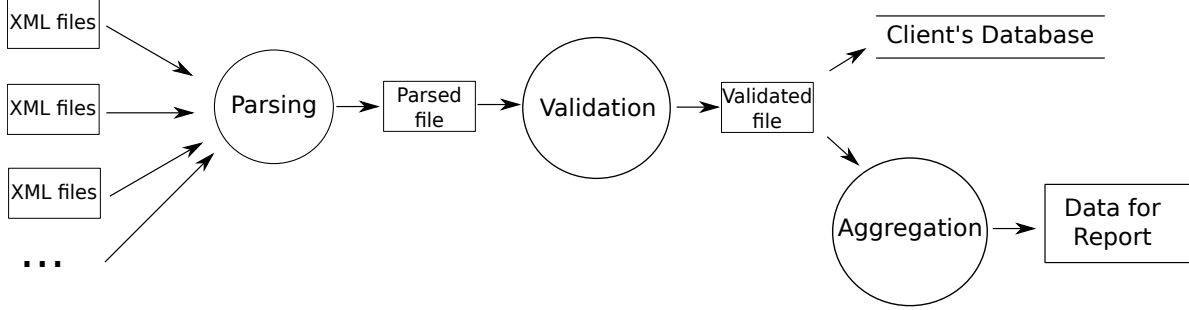 XML files
XML files
XML files
...
Parsing
Parsed
file
Validation
Validated
file
Client's Database
Aggregation
Data for
Report